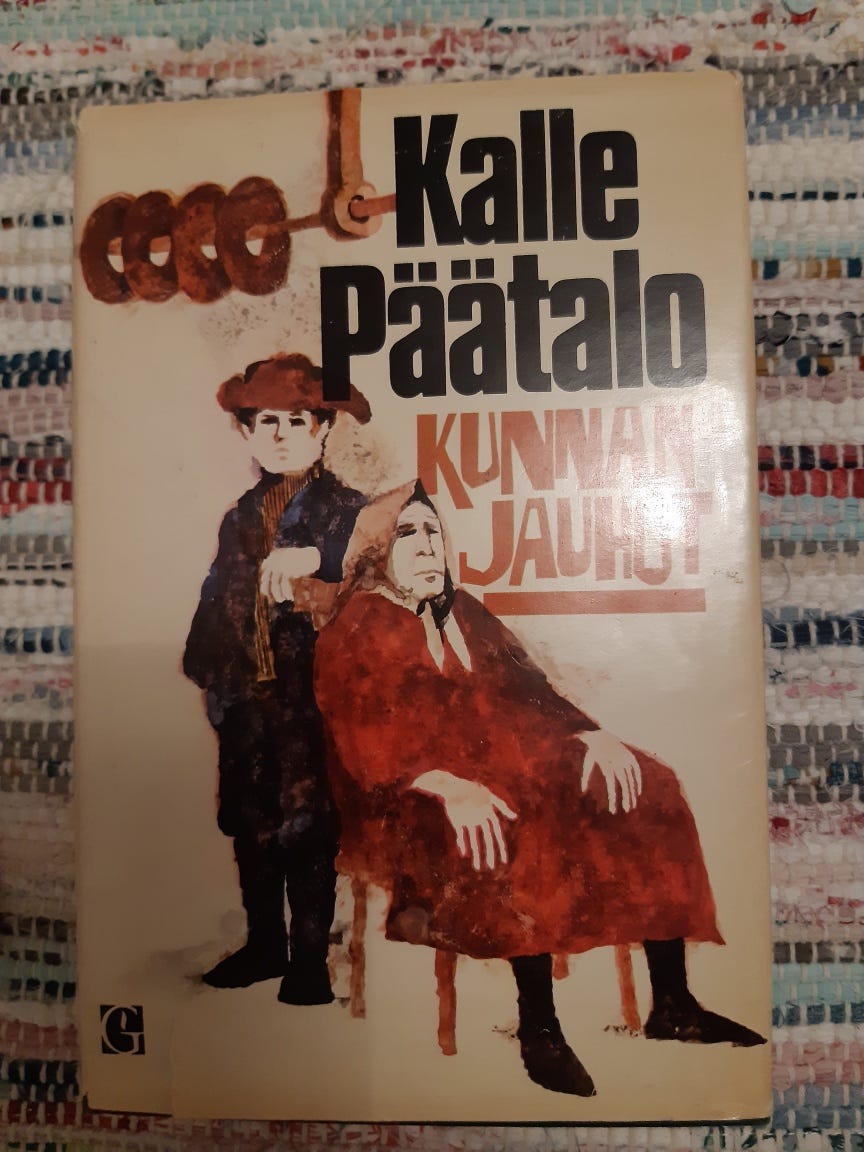 Kalle
Päätalo
KUNNAN
JAUHOT
G